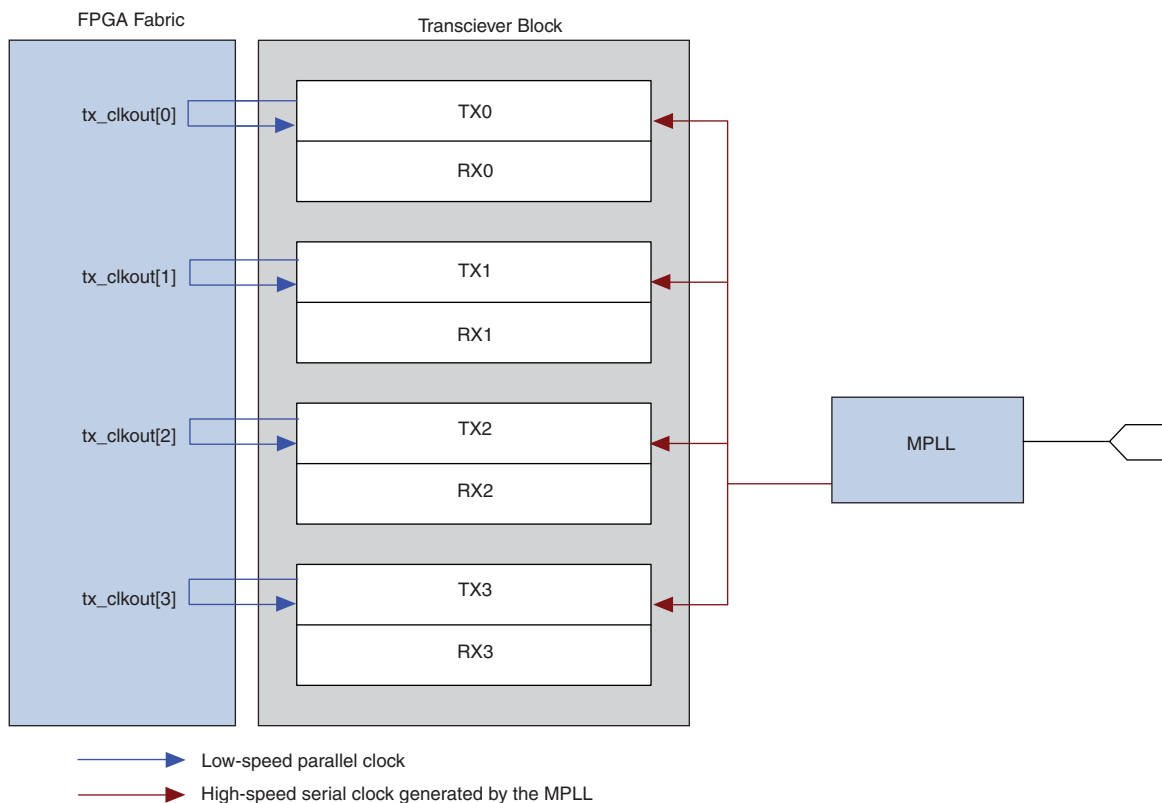 FPGA Fabric
Transciever Block
tx_clkout[0]
TX0
RX0
tx_clkout[1]
TX1
RX1
tx_clkout[2]
TX2
RX2
MPLL
tx_clkout[3]
TX3
RX3
Low-speed parallel clock
High-speed serial clock generated by the MPLL